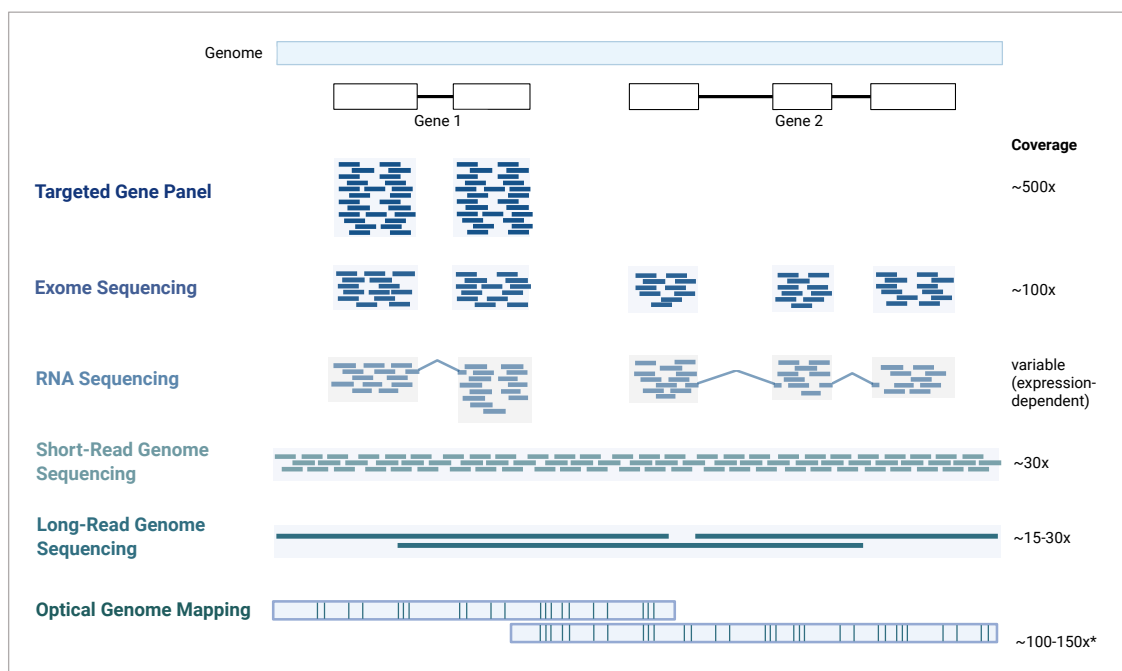 Genome
Gene 1
Gene 2
Coverage
Targeted Gene Panel
~500x
Exome Sequencing
~100x
RNA Sequencing
variable
(expression-
dependent)
Short-Read Genome
Sequencing
~30x
Long-Read Genome
Sequencing
~15-30x
Optical Genome Mapping
~100-150x*